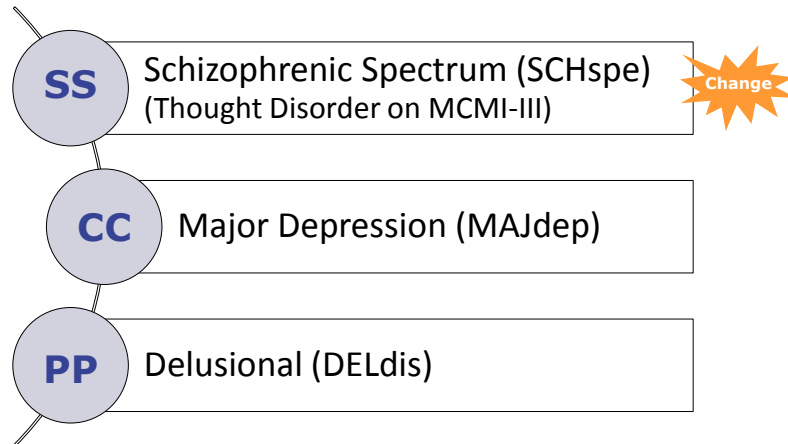 SS
Schizophrenic Spectrum (SCHspe)
(Thought Disorder on MCMI-III)
Change
CC
Major Depression (MAJdep)
PP
Delusional (DELdis)